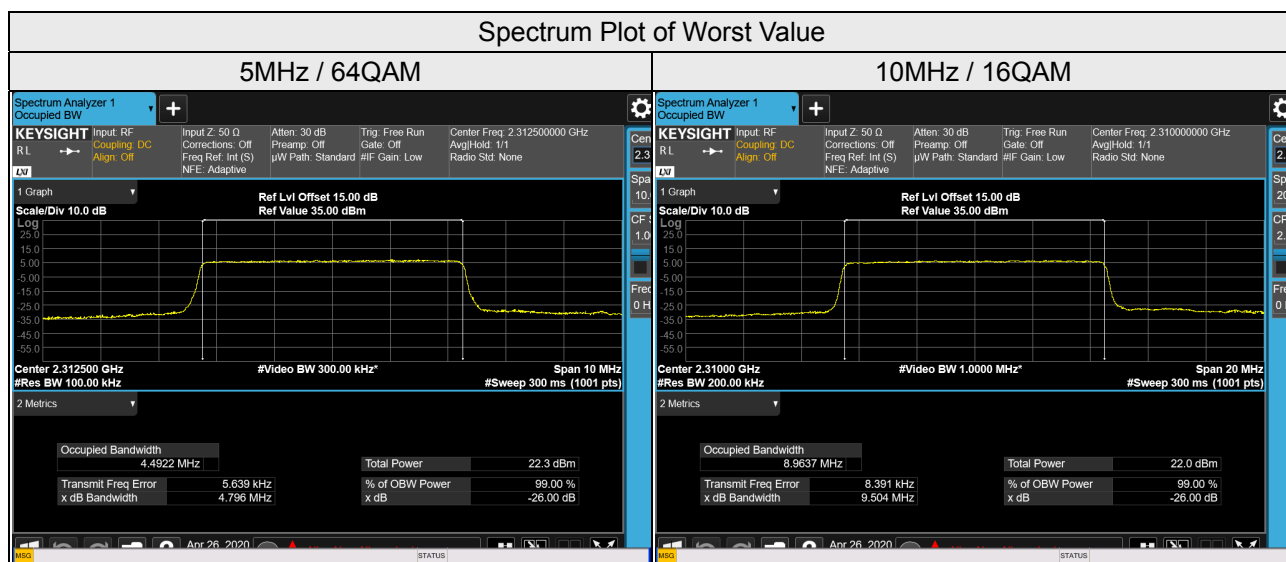 Spectrum Plot of Worst Value
5MHz / 64QAM
10MHz / 16QAM
Spectrum Analyzer 1
Occupied BW
+
KEYSIGHT Input: RF Input Z: 50 Ω Atten: 30 dB Trig: Free Run Center Freq: 2.312500000 GHz
RL Coupling: DC Corrections: Off Preamp: Off Gate: Off Avg|Hold: 1/1
Align: Off Freq Ref: Int (S) µW Path: Standard #IF Gain: Low Radio Std: None
LXI NFE: Adaptive
1 Graph
Ref Lvl Offset 15.00 dB
Scale/Div 10.0 dB Ref Value 35.00 dBm
Log
25.0
15.0
5.00
-5.00
-15.0
-25.0
-35.0
-45.0
-55.0
Center 2.312500 GHz #Video BW 300.00 kHz* Span 10 MHz
#Res BW 100.00 kHz #Sweep 300 ms (1001 pts)
2 Metrics
Occupied Bandwidth
4.4922 MHz Total Power 22.3 dBm
Transmit Freq Error 5.639 kHz % of OBW Power 99.00 %
x dB Bandwidth 4.796 MHz x dB -26.00 dB
Apr 26, 2020
MSG STATUS
Spectrum Analyzer 1
Occupied BW
+
KEYSIGHT Input: RF Input Z: 50 Ω Atten: 30 dB Trig: Free Run Center Freq: 2.310000000 GHz
RL Coupling: DC Corrections: Off Preamp: Off Gate: Off Avg|Hold: 1/1
Align: Off Freq Ref: Int (S) µW Path: Standard #IF Gain: Low Radio Std: None
LXI NFE: Adaptive
1 Graph
Ref Lvl Offset 15.00 dB
Scale/Div 10.0 dB Ref Value 35.00 dBm
Log
25.0
15.0
5.00
-5.00
-15.0
-25.0
-35.0
-45.0
-55.0
Center 2.31000 GHz #Video BW 1.0000 MHz* Span 20 MHz
#Res BW 200.00 kHz #Sweep 300 ms (1001 pts)
2 Metrics
Occupied Bandwidth
8.9637 MHz Total Power 22.0 dBm
Transmit Freq Error 8.391 kHz % of OBW Power 99.00 %
x dB Bandwidth 9.504 MHz x dB -26.00 dB
Apr 26, 2020
MSG STATUS